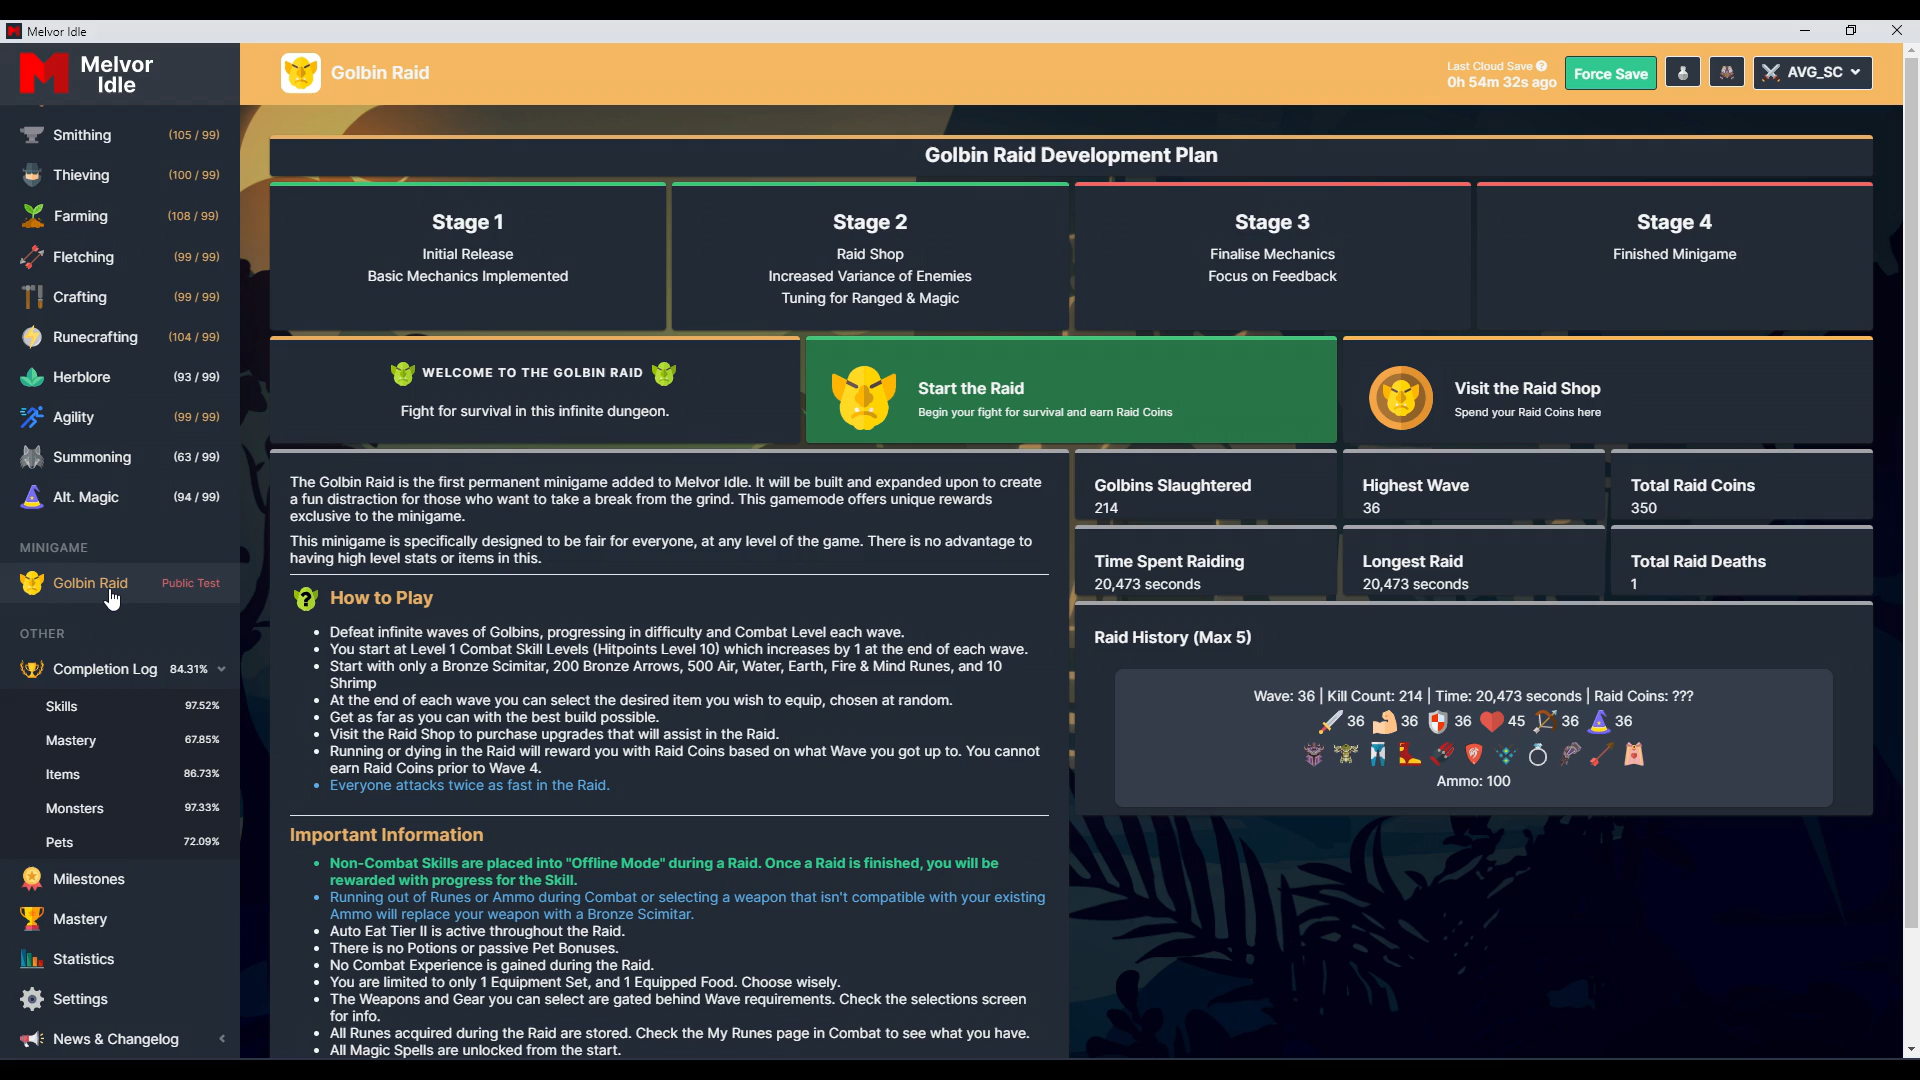 Melvor Idle
Melvor
Idle
Golbin Raid
Last Cloud Save
0h 54m 32s ago
Force Save
AVG_SC
Smithing (105 / 99)
Thieving (100 / 99)
Farming (108 / 99)
Fletching (99 / 99)
Crafting (99 / 99)
Runecrafting (104 / 99)
Herblore (93 / 99)
Agility (99 / 99)
Summoning (63 / 99)
Alt. Magic (94 / 99)
MINIGAME
Golbin Raid Public Test
OTHER
Completion Log 84.31%
Skills 97.52%
Mastery 67.85%
Items 86.73%
Monsters 97.33%
Pets 72.09%
Milestones
Mastery
Statistics
Settings
News & Changelog
Golbin Raid Development Plan
Stage 1
Initial Release
Basic Mechanics Implemented
Stage 2
Raid Shop
Increased Variance of Enemies
Tuning for Ranged & Magic
Stage 3
Finalise Mechanics
Focus on Feedback
Stage 4
Finished Minigame
WELCOME TO THE GOLBIN RAID
Fight for survival in this infinite dungeon.
Start the Raid
Begin your fight for survival and earn Raid Coins
Visit the Raid Shop
Spend your Raid Coins here
The Golbin Raid is the first permanent minigame added to Melvor Idle. It will be built and expanded upon to create
a fun distraction for those who want to take a break from the grind. This gamemode offers unique rewards
exclusive to the minigame.
This minigame is specifically designed to be fair for everyone, at any level of the game. There is no advantage to
having high level stats or items in this.
How to Play
• Defeat infinite waves of Golbins, progressing in difficulty and Combat Level each wave.
• You start at Level 1 Combat Skill Levels (Hitpoints Level 10) which increases by 1 at the end of each wave.
• Start with only a Bronze Scimitar, 200 Bronze Arrows, 500 Air, Water, Earth, Fire & Mind Runes, and 10
Shrimp
• At the end of each wave you can select the desired item you wish to equip, chosen at random.
• Get as far as you can with the best build possible.
• Visit the Raid Shop to purchase upgrades that will assist in the Raid.
• Running or dying in the Raid will reward you with Raid Coins based on what Wave you got up to. You cannot
earn Raid Coins prior to Wave 4.
• Everyone attacks twice as fast in the Raid.
Important Information
• Non-Combat Skills are placed into "Offline Mode" during a Raid. Once a Raid is finished, you will be
rewarded with progress for the Skill.
• Running out of Runes or Ammo during Combat or selecting a weapon that isn't compatible with your existing
Ammo will replace your weapon with a Bronze Scimitar.
• Auto Eat Tier II is active throughout the Raid.
• There is no Potions or passive Pet Bonuses.
• No Combat Experience is gained during the Raid.
• You are limited to only 1 Equipment Set, and 1 Equipped Food. Choose wisely.
• The Weapons and Gear you can select are gated behind Wave requirements. Check the selections screen
for info.
• All Runes acquired during the Raid are stored. Check the My Runes page in Combat to see what you have.
• All Magic Spells are unlocked from the start.
Golbins Slaughtered
214
Highest Wave
36
Total Raid Coins
350
Time Spent Raiding
20,473 seconds
Longest Raid
20,473 seconds
Total Raid Deaths
1
Raid History (Max 5)
Wave: 36 | Kill Count: 214 | Time: 20,473 seconds | Raid Coins: ???
36 36 36 45 36 36
Ammo: 100